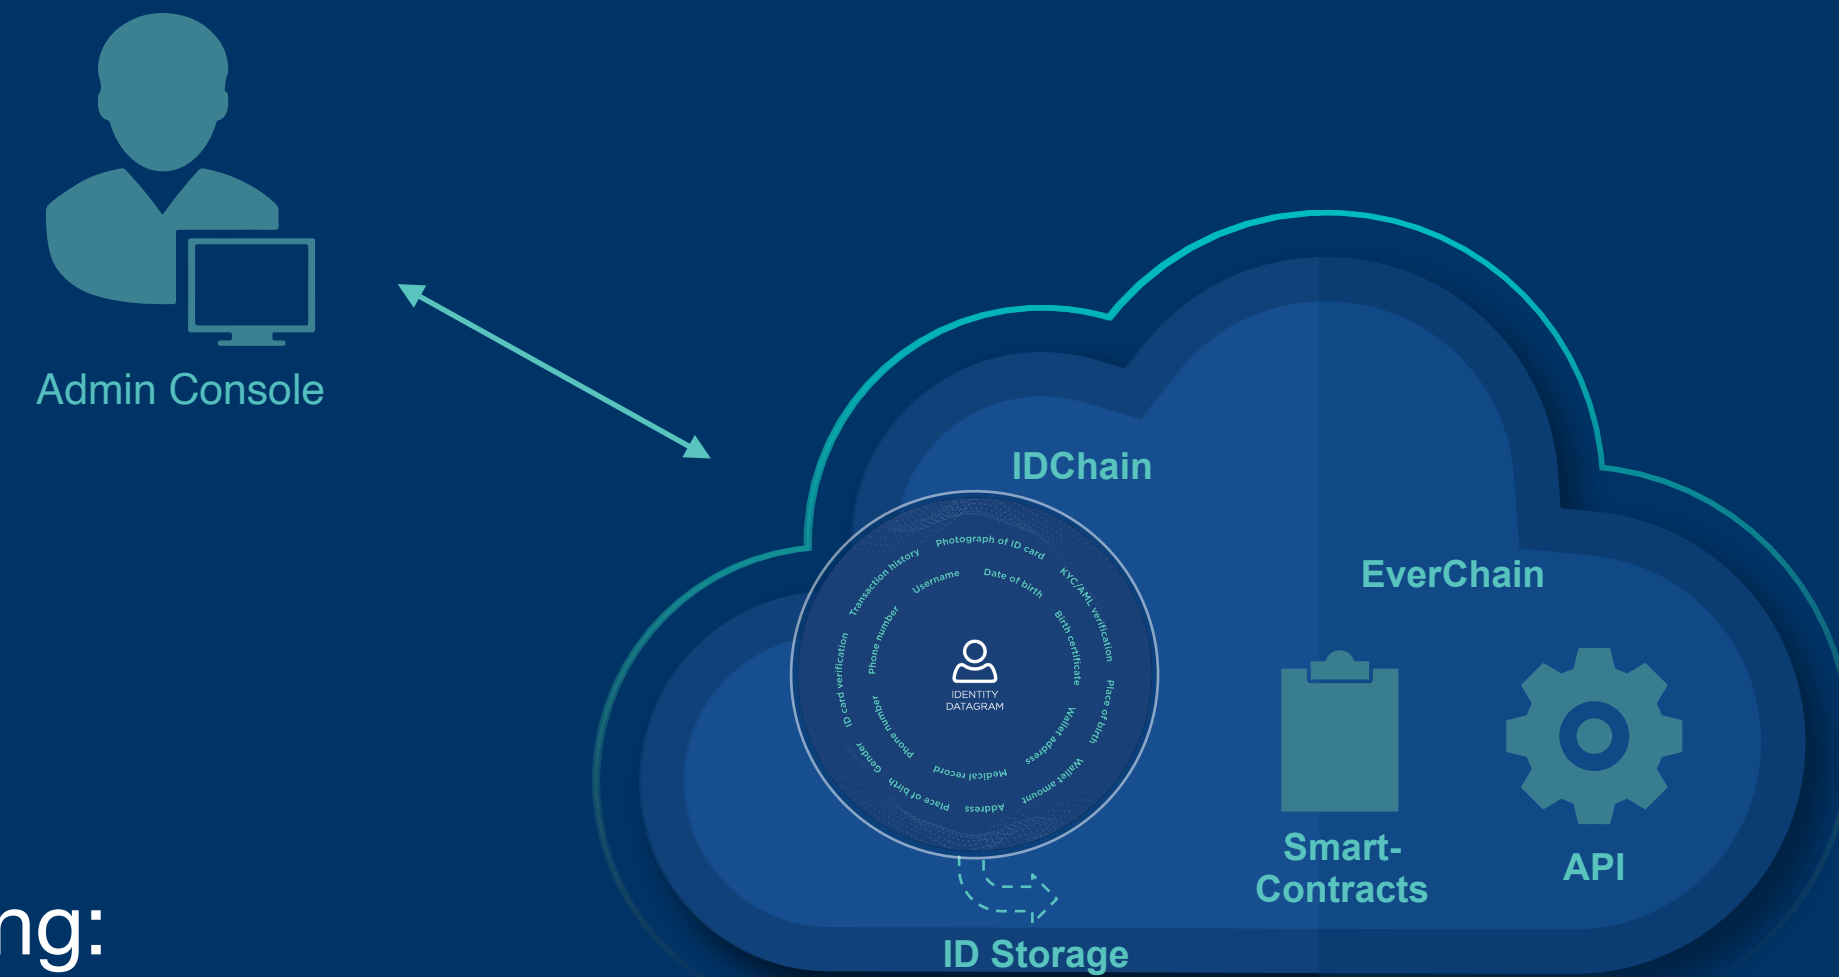 Admin Console
IDChain
EverChain
Photograph of ID card
KYC/AML verification
Place of birth
Wallet amount
Address
Place of birth
Gender
ID card verification
Transaction history
Username
Date of birth
Birth certificate
Wallet address
Medical record
Phone number
Phone number
IDENTITY
DATAGRAM
Smart-
Contracts
API
ID Storage
ng: